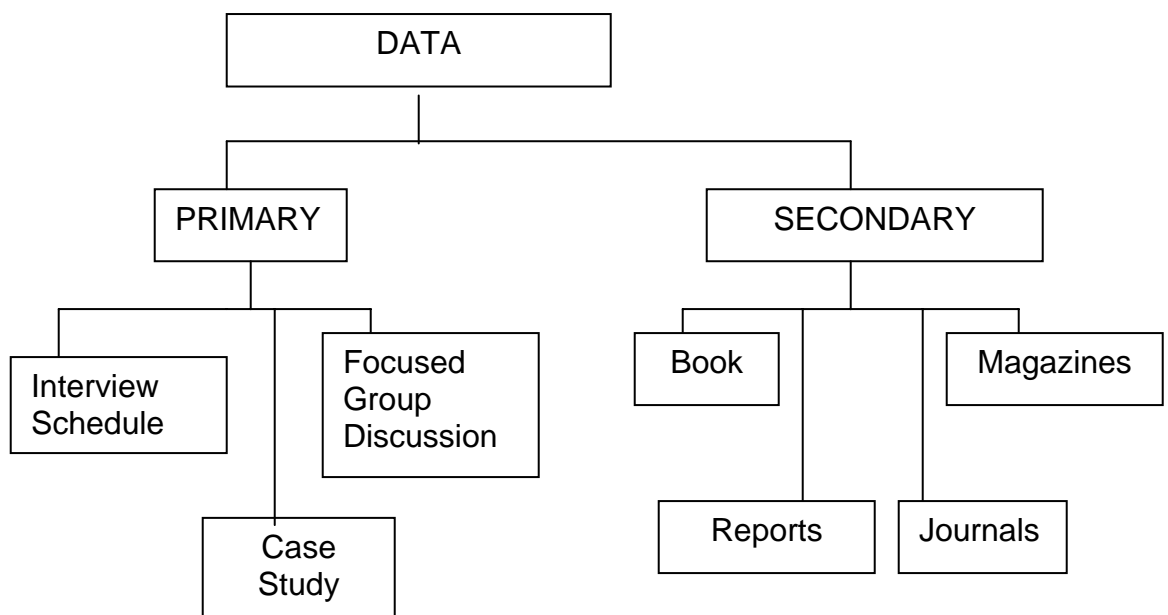 DATA
PRIMARY
SECONDARY
Interview
Schedule
Focused
Group
Discussion
Book
Magazines
Case
Study
Reports
Journals